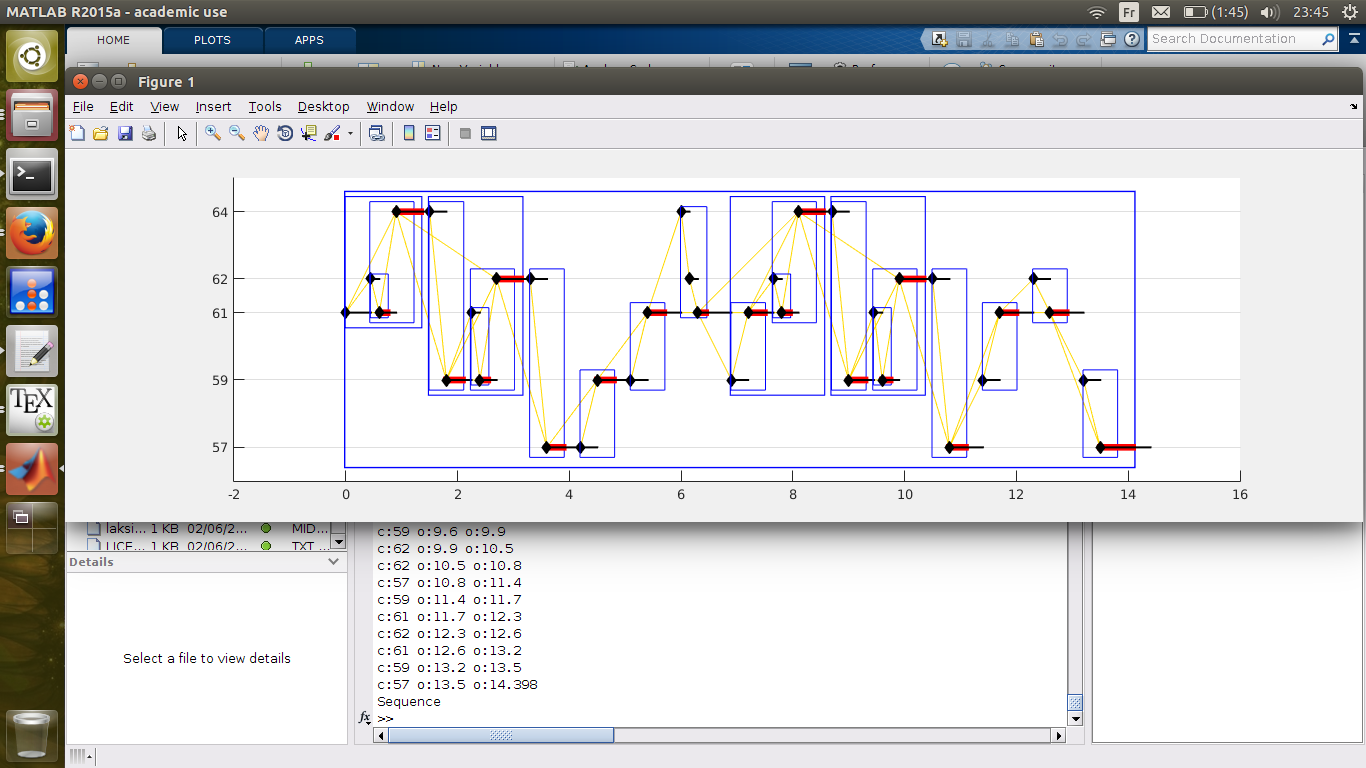 MATLAB R2015a - academic use
Fr
(1:45)
23:45
HOME
PLOTS
APPS
Search Documentation
Figure 1
File Edit View Insert Tools Desktop Window Help
64
62
61
59
57
-2 0 2 4 6 8 10 12 14 16
laksi... 1 KB 02/06/2... MID...
LICE... 1 KB 02/06/2... TXT ...
Details
Select a file to view details
c:59 o:9.6 o:9.9
c:62 o:9.9 o:10.5
c:62 o:10.5 o:10.8
c:57 o:10.8 o:11.4
c:59 o:11.4 o:11.7
c:61 o:11.7 o:12.3
c:62 o:12.3 o:12.6
c:61 o:12.6 o:13.2
c:59 o:13.2 o:13.5
c:57 o:13.5 o:14.398
Sequence
fx >>
TEX